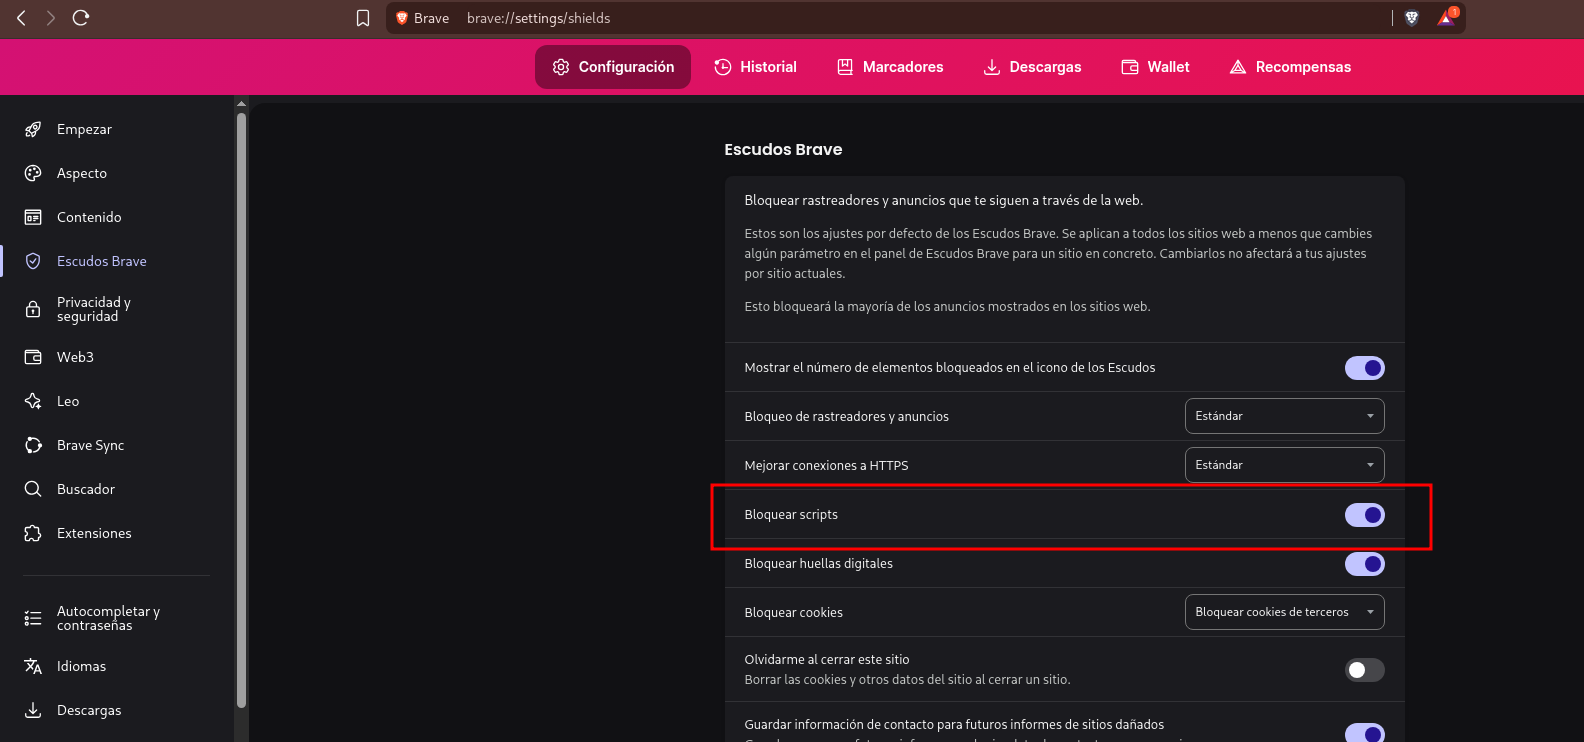 Brave brave://settings/shields
1
Configuración Historial Marcadores Descargas Wallet Recompensas
Empezar
Aspecto
Contenido
Escudos Brave
Privacidad y
seguridad
Web3
Leo
Brave Sync
Buscador
Extensiones
Autocompletar y
contraseñas
Idiomas
Descargas
Escudos Brave
Bloquear rastreadores y anuncios que te siguen a través de la web.
Estos son los ajustes por defecto de los Escudos Brave. Se aplican a todos los sitios web a menos que cambies
algún parámetro en el panel de Escudos Brave para un sitio en concreto. Cambiarlos no afectará a tus ajustes
por sitio actuales.
Esto bloqueará la mayoría de los anuncios mostrados en los sitios web.
Mostrar el número de elementos bloqueados en el icono de los Escudos
Bloqueo de rastreadores y anuncios Estándar
Mejorar conexiones a HTTPS Estándar
Bloquear scripts
Bloquear huellas digitales
Bloquear cookies Bloquear cookies de terceros
Olvidarme al cerrar este sitio
Borrar las cookies y otros datos del sitio al cerrar un sitio.
Guardar información de contacto para futuros informes de sitios dañados